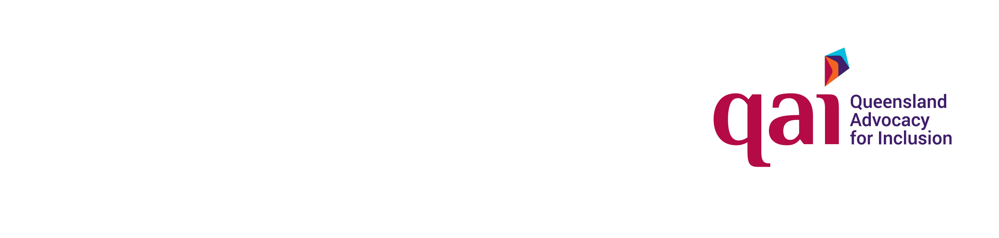 qai
Queensland
Advocacy
for Inclusion